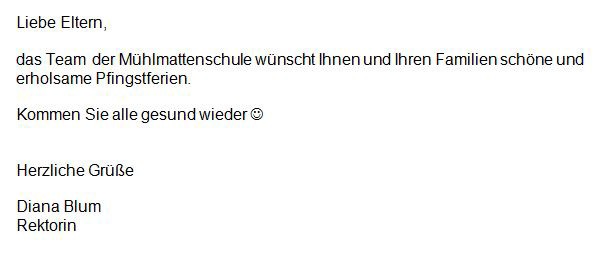 Liebe Eltern,
das Team der Mühlmattenschule wünscht Ihnen und Ihren Familien schöne und
erholsame Pfingstferien.
Kommen Sie alle gesund wieder ☺
Herzliche Grüße
Diana Blum
Rektorin